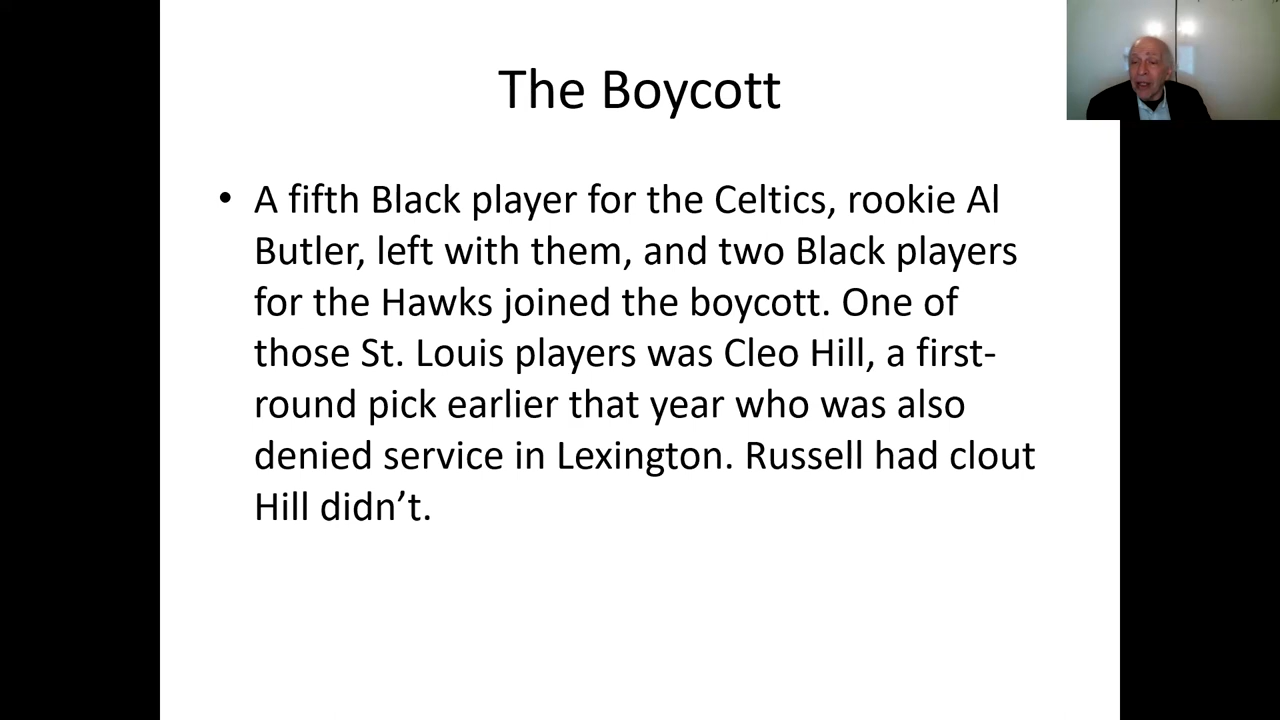 The Boycott
• A fifth Black player for the Celtics, rookie Al
Butler, left with them, and two Black players
for the Hawks joined the boycott. One of
those St. Louis players was Cleo Hill, a first-
round pick earlier that year who was also
denied service in Lexington. Russell had clout
Hill didn’t.